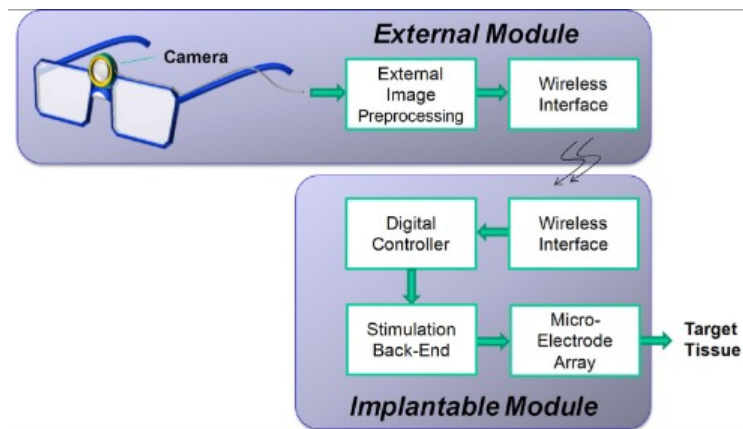 External Module
Camera
External
Image
Preprocessing
Wireless
Interface
Digital
Controller
Wireless
Interface
Stimulation
Back-End
Micro-
Electrode
Array
Target
Tissue
Implantable Module